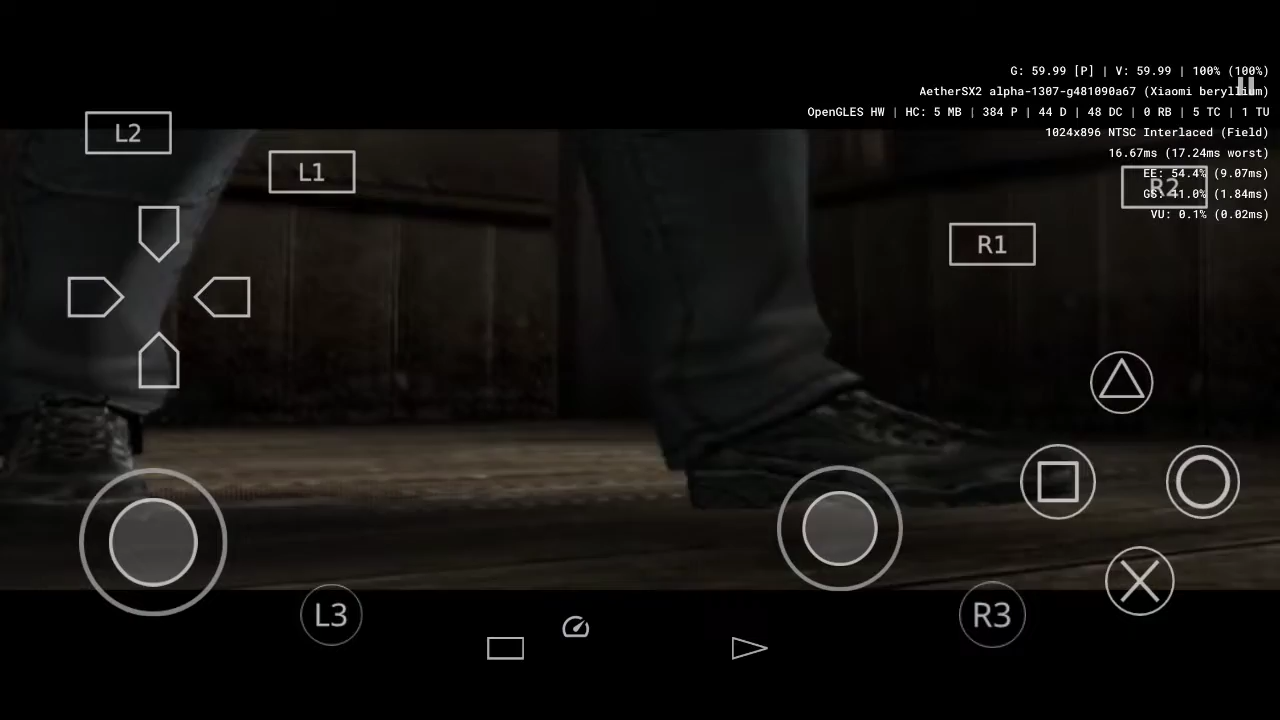 G: 59.99 [P] | V: 59.99 | 100% (100%)
AetherSX2 alpha-1307-g481090a67 (Xiaomi beryllium)
OpenGLES HW | HC: 5 MB | 384 P | 44 D | 48 DC | 0 RB | 5 TC | 1 TU
1024x896 NTSC Interlaced (Field)
16.67ms (17.24ms worst)
EE: 54.4% (9.07ms)
GS: 11.0% (1.84ms)
VU: 0.1% (0.02ms)
L2
L1
R2
R1
L3
R3